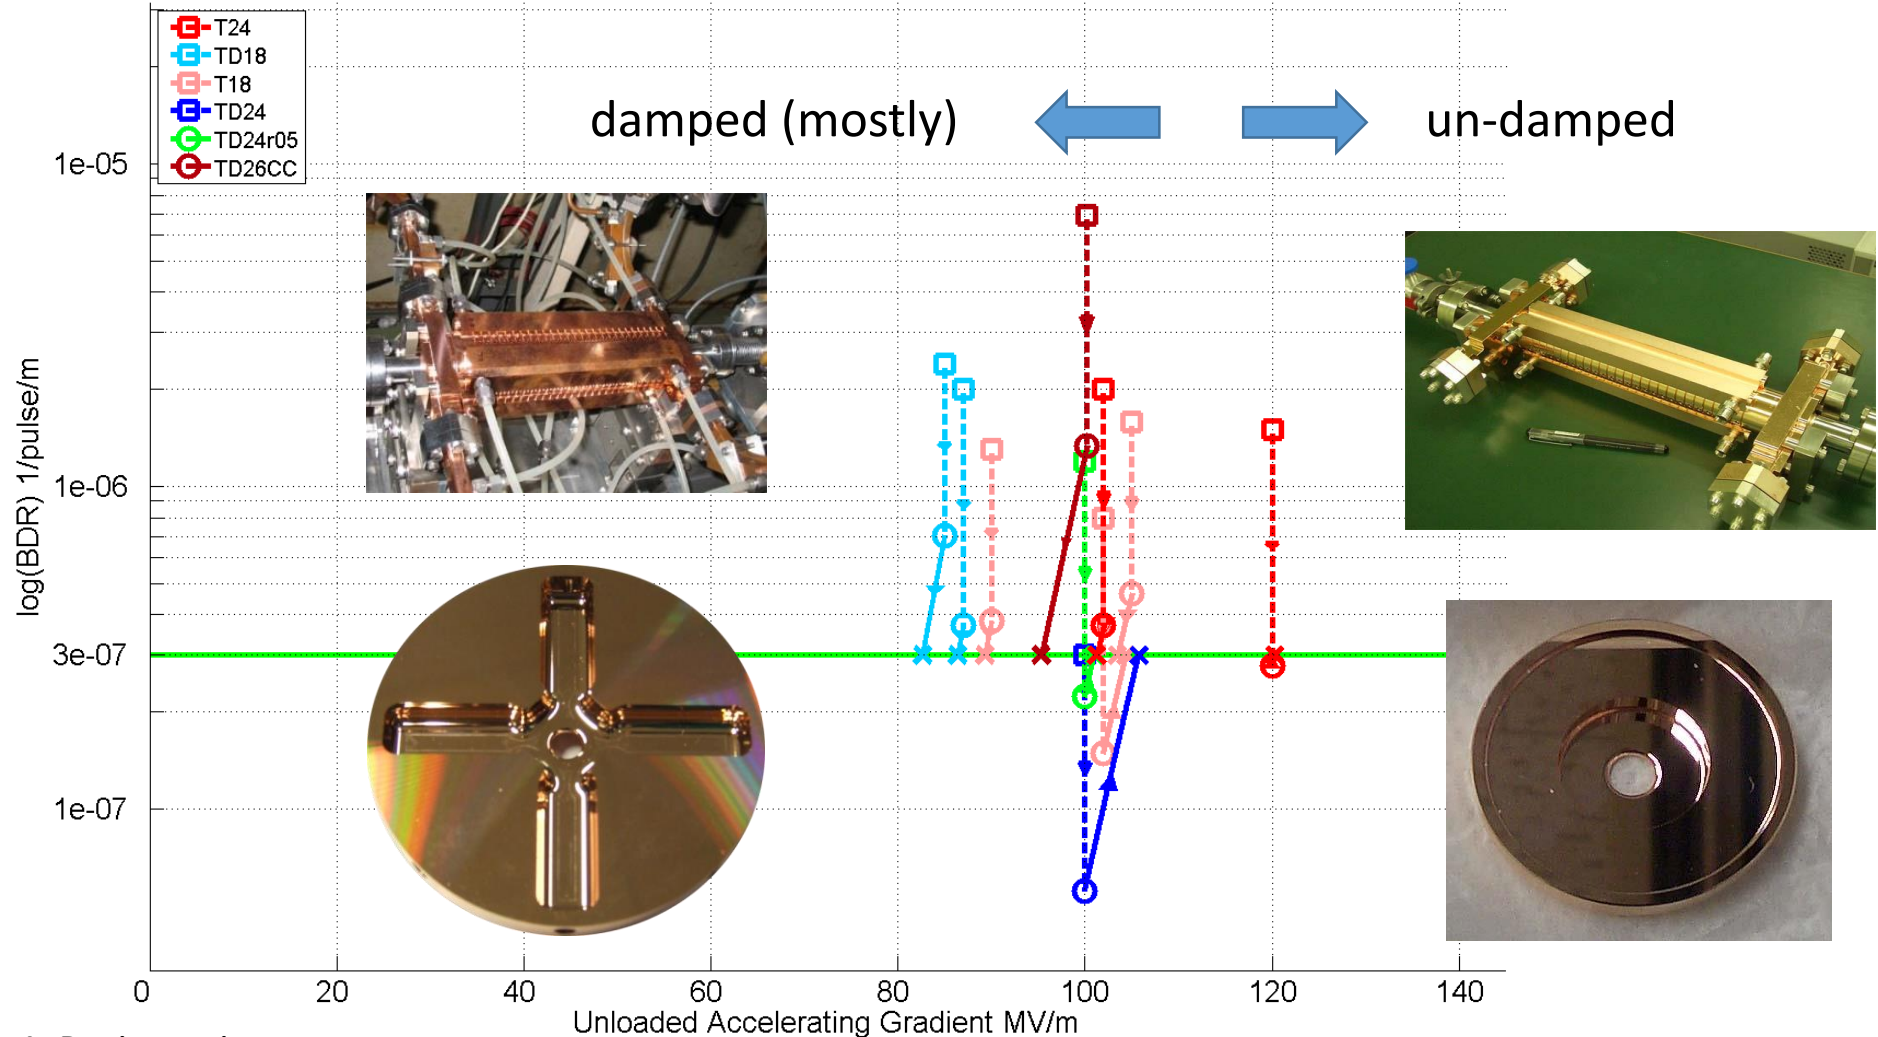 T24
TD18
T18
TD24
TD24r05
TD26CC
damped (mostly)
un-damped
1e-05
1e-06
3e-07
1e-07
log(BDR) 1/pulse/m
0 20 40 60 80 100 120 140
Unloaded Accelerating Gradient MV/m